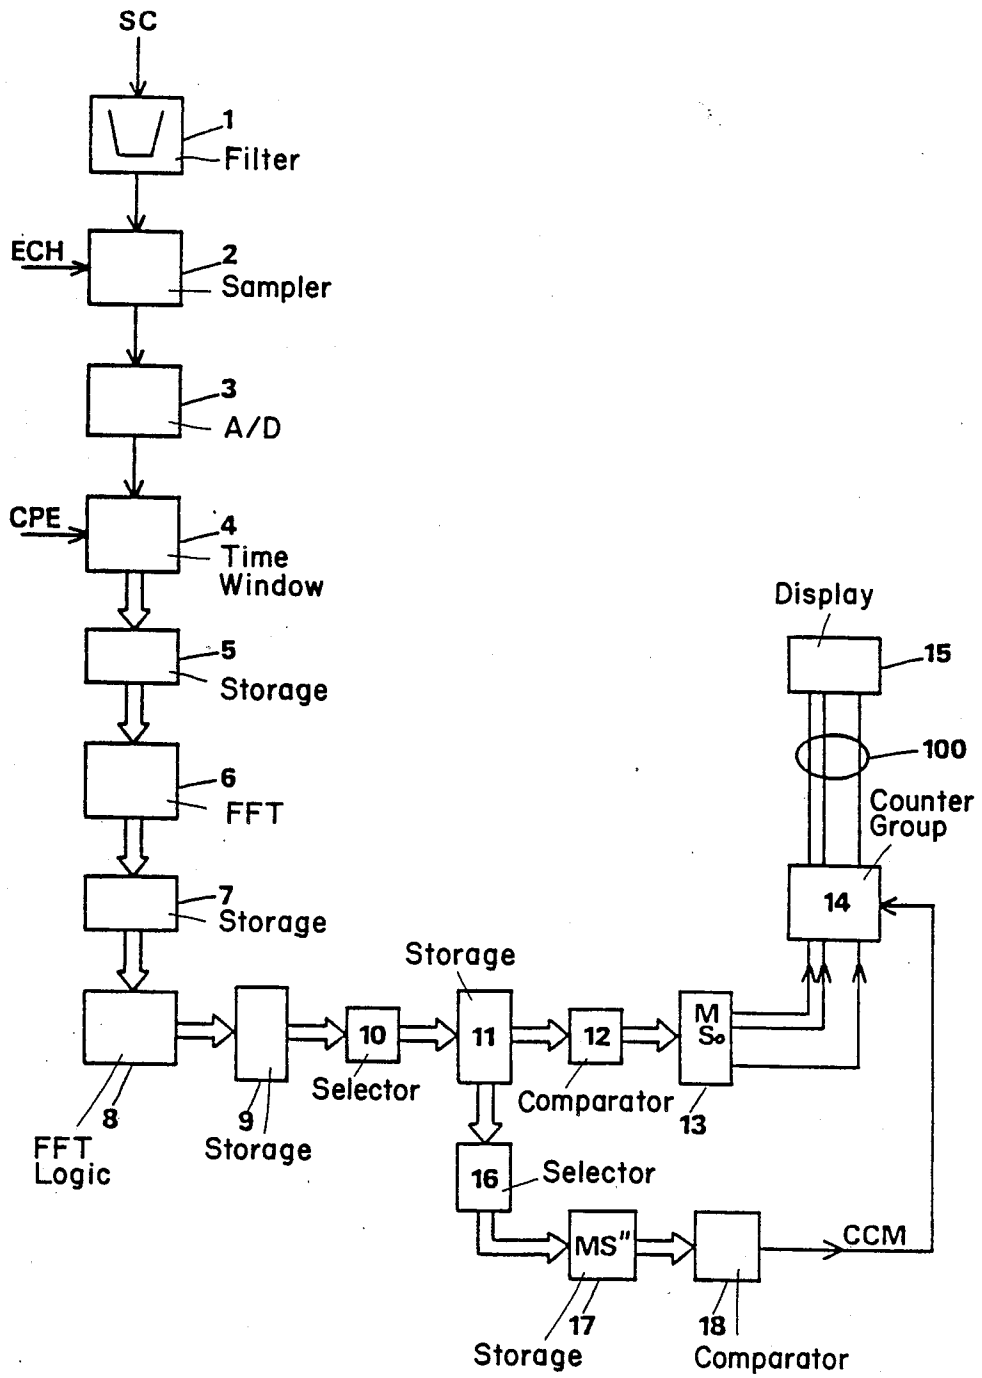 SC
1
Filter
ECH
2
Sampler
3
A/D
CPE
4
Time
Window
5
Storage
6
FFT
7
Storage
8
FFT
Logic
9
Storage
10
Selector
Storage
11
12
Comparator
M
So
13
Display
15
100
Counter
Group
14
16
Selector
MS"
17
Storage
18
Comparator
CCM